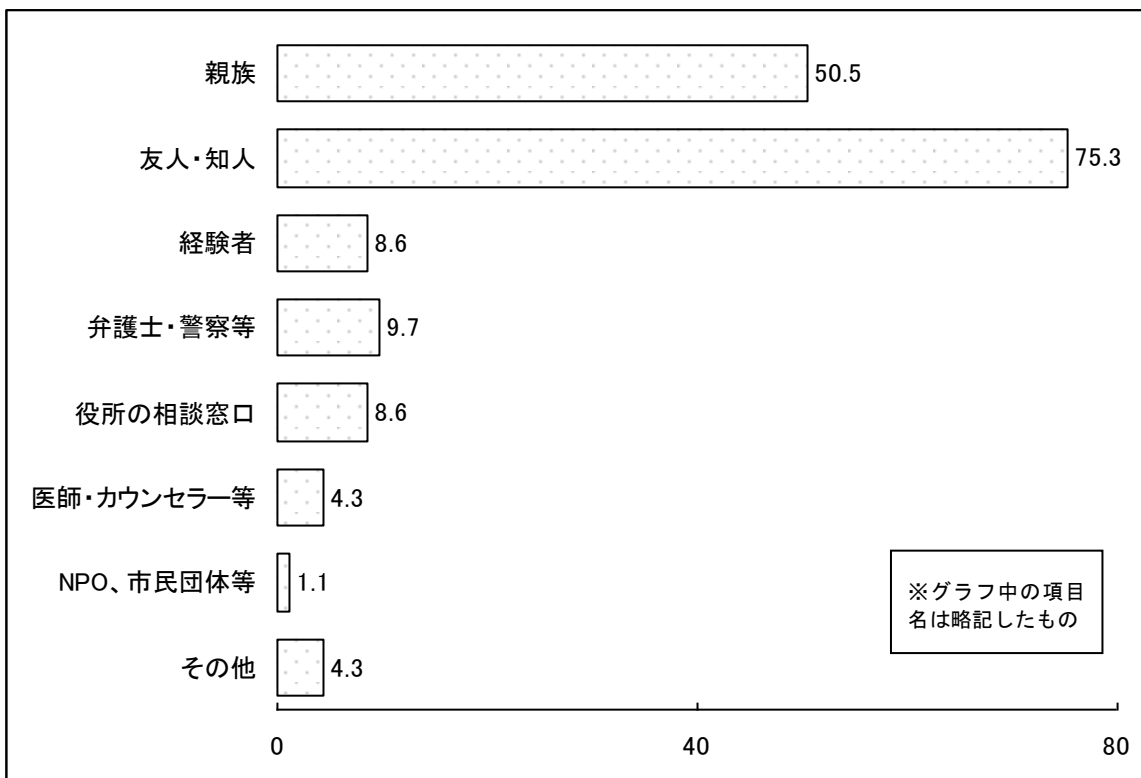 親族 50.5
友人・知人 75.3
経験者 8.6
弁護士・警察等 9.7
役所の相談窓口 8.6
医師・カウンセラー等 4.3
NPO、市民団体等 1.1
※グラフ中の項目
名は略記したもの
その他 4.3
0 40 80